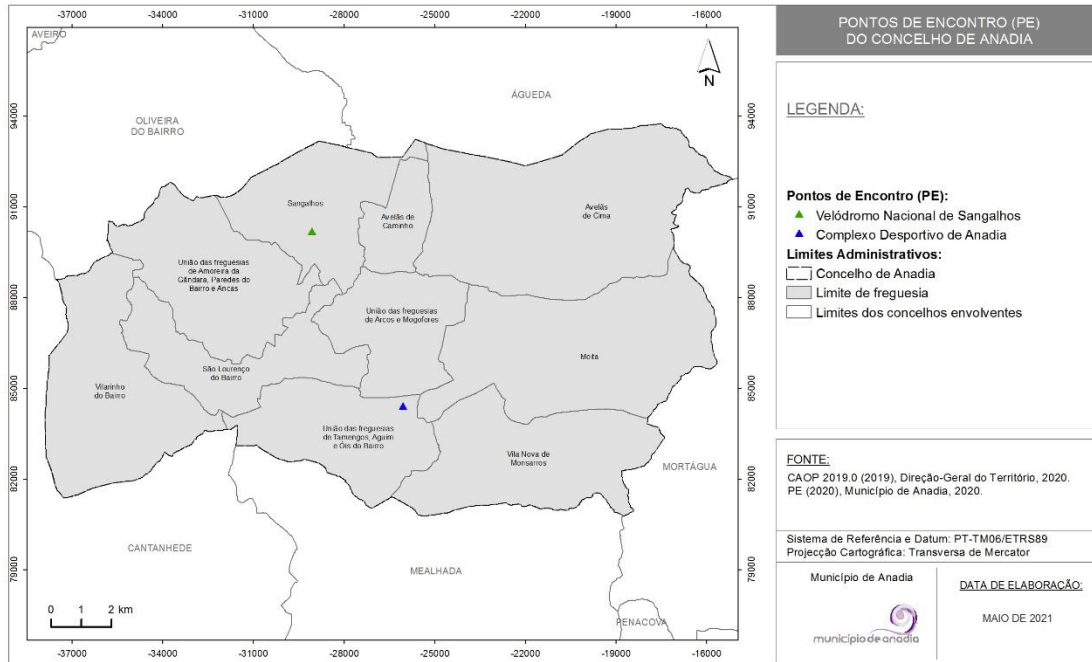 -37000 -34000 -31000 -28000 -25000 -22000 -19000 -16000
AVEIRO
N
ÁGUEDA
OLIVEIRA
DO BAIRRO
94000
94000
Sangalhos
Avelãs de
Caminho
Avelãs
de Cima
91000
91000
União das freguesias
de Amoreira da
Gândara, Paredes do
Bairro e Ancas
88000
88000
União das freguesias
de Arcos e Mogofores
Moita
São Lourenço
do Bairro
Vilarinho
do Bairro
85000
85000
União das freguesias
de Tamengos, Aguim
e Óis do Bairro
Vila Nova de
Monsarros
MORTÁGUA
82000
82000
CANTANHEDE
MEALHADA
79000
79000
PENACOVA
0 1 2 km
-37000 -34000 -31000 -28000 -25000 -22000 -19000 -16000
PONTOS DE ENCONTRO (PE)
DO CONCELHO DE ANADIA
LEGENDA:
Pontos de Encontro (PE):
Velódromo Nacional de Sangalhos
Complexo Desportivo de Anadia
Limites Administrativos:
Concelho de Anadia
Limite de freguesia
Limites dos concelhos envolventes
FONTE:
CAOP 2019.0 (2019), Direção-Geral do Território, 2020.
PE (2020), Município de Anadia, 2020.
Sistema de Referência e Datum: PT-TM06/ETRS89
Projecção Cartográfica: Transversa de Mercator
Município de Anadia
município de anadia
DATA DE ELABORAÇÃO:
MAIO DE 2021